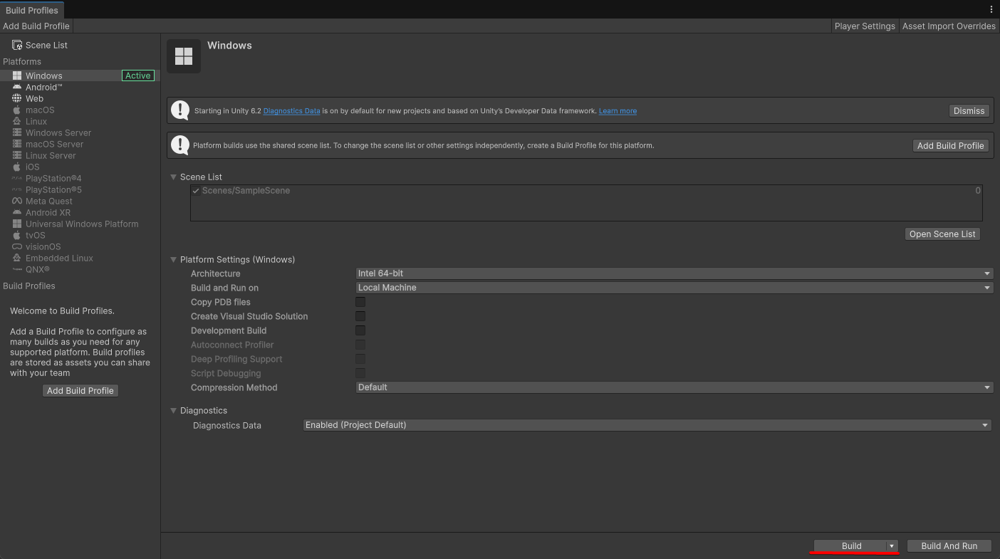 Build Profiles
Add Build Profile
Player Settings
Asset Import Overrides
Scene List
Platforms
Windows
Active
Android™
Web
macOS
Linux
Windows Server
macOS Server
Linux Server
iOS
PlayStation®4
PlayStation®5
Meta Quest
Android XR
Universal Windows Platform
tvOS
visionOS
Embedded Linux
QNX®
Build Profiles
Welcome to Build Profiles.
Add a Build Profile to configure as
many builds as you need for any
supported platform. Build profiles
are stored as assets you can share
with your team
Add Build Profile
Windows
Starting in Unity 6.2 Diagnostics Data is on by default for new projects and based on Unity's Developer Data framework. Learn more
Dismiss
Platform builds use the shared scene list. To change the scene list or other settings independently, create a Build Profile for this platform.
Add Build Profile
Scene List
Scenes/SampleScene 0
Open Scene List
Platform Settings (Windows)
Architecture Intel 64-bit
Build and Run on Local Machine
Copy PDB files
Create Visual Studio Solution
Development Build
Autoconnect Profiler
Deep Profiling Support
Script Debugging
Compression Method Default
Diagnostics
Diagnostics Data Enabled (Project Default)
Build
Build And Run